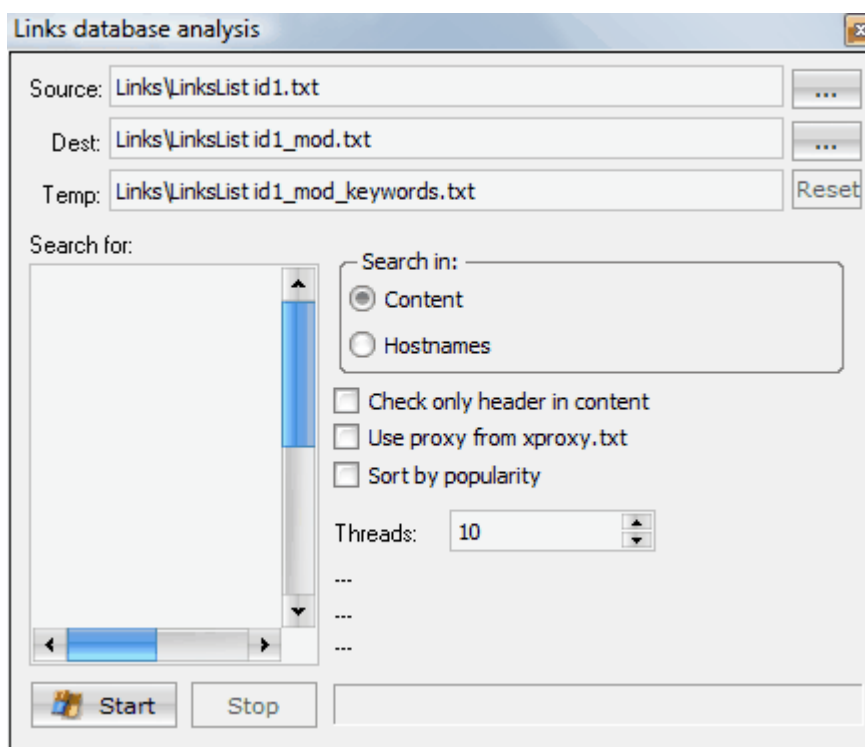 Links database analysis
Source: Links\LinksList id1.txt ...
Dest: Links\LinksList id1_mod.txt ...
Temp: Links\LinksList id1_mod_keywords.txt Reset
Search for:
Search in:
Content
Hostnames
Check only header in content
Use proxy from xproxy.txt
Sort by popularity
Threads: 10
---
---
---
Start Stop